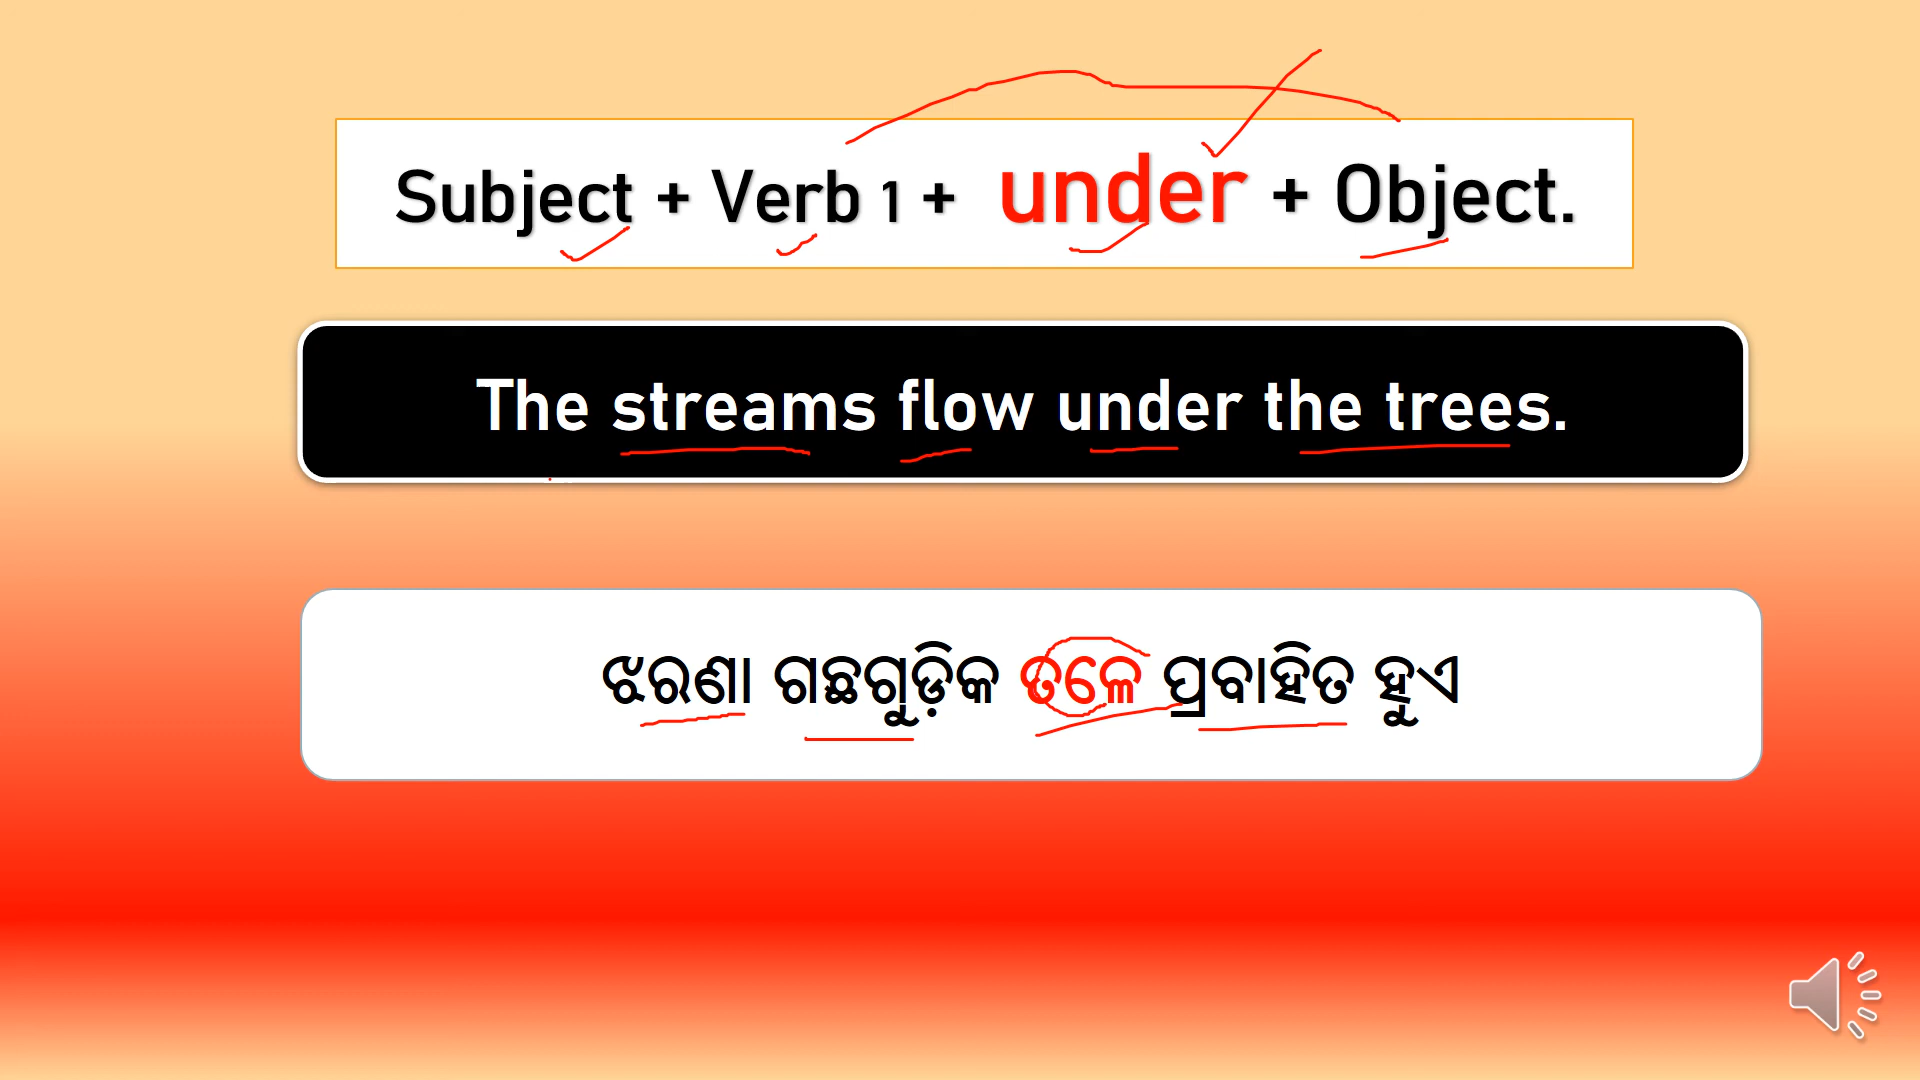 Subject + Verb 1 + under + Object.
The streams flow under the trees.
ଝରଣା ଗଛଗୁଡ଼ିକ ତଳେ ପ୍ରବାହିତ ହୁଏ